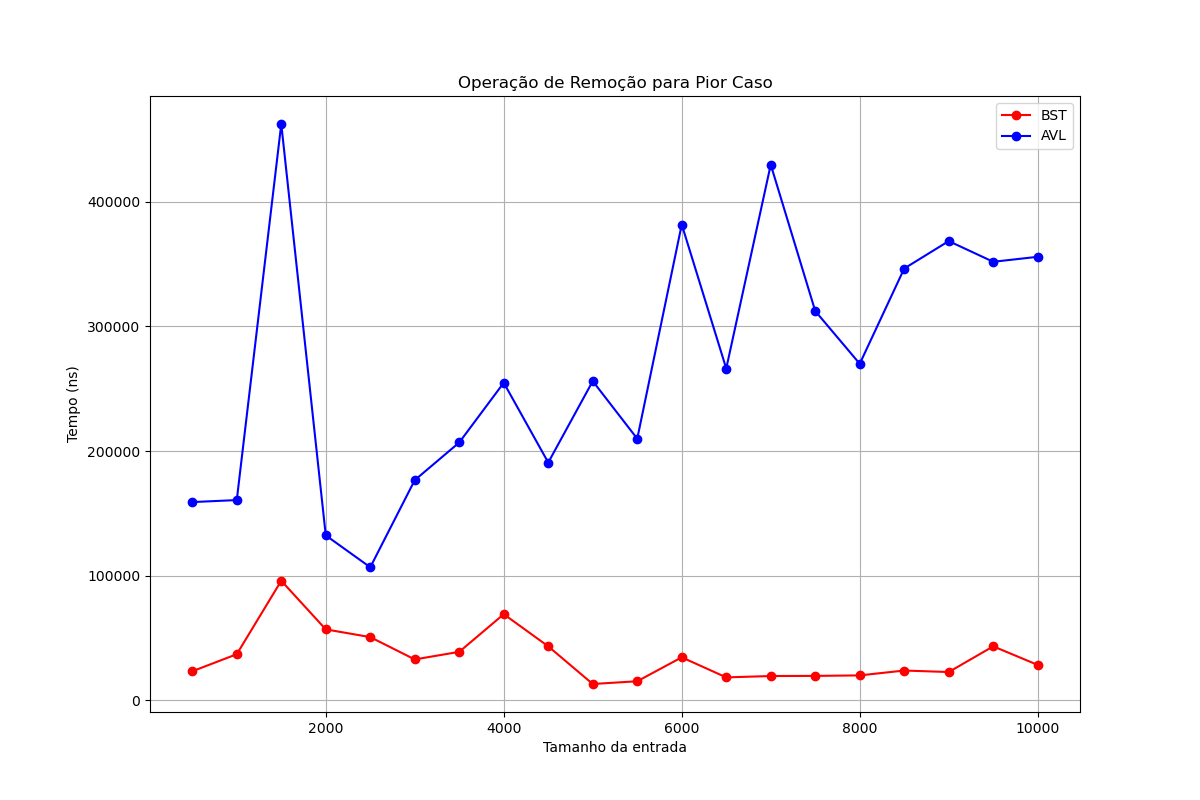 Operação de Remoção para Pior Caso
BST
AVL
Tempo (ns)
400000
300000
200000
100000
0
2000 4000 6000 8000 10000
Tamanho da entrada